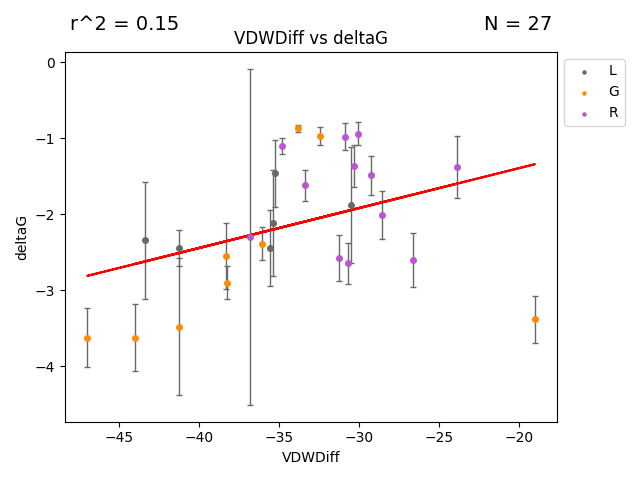 r^2 = 0.15
N = 27
VDWDiff vs deltaG
L
G
R
0
−1
−2
−3
−4
deltaG
−45
−40
−35
−30
−25
−20
VDWDiff